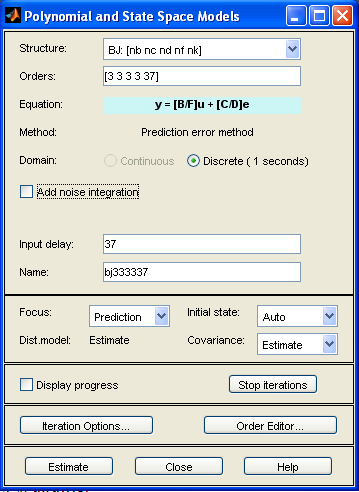 Polynomial and State Space Models
Structure: BJ: [nb nc nd nf nk]
Orders: [3 3 3 3 37]
Equation: y = [B/F]u + [C/D]e
Method: Prediction error method
Domain: Continuous Discrete ( 1 seconds)
Add noise integration
Input delay: 37
Name: bj333337
Focus: Prediction Initial state: Auto
Dist.model: Estimate Covariance: Estimate
Display progress Stop iterations
Iteration Options... Order Editor...
Estimate Close Help